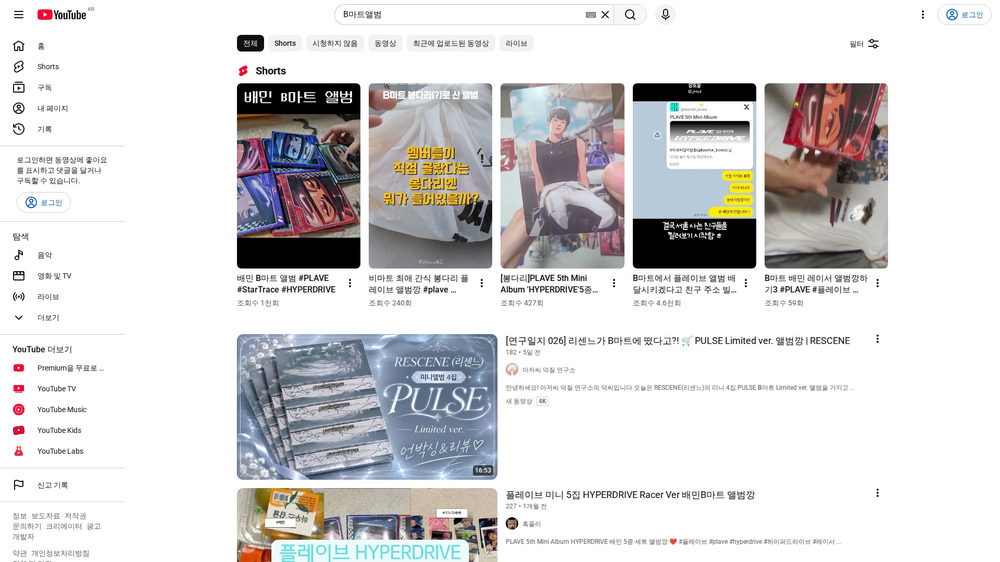 YouTube KR
B마트앨범
로그인
홈
Shorts
구독
내 페이지
기록
로그인하면 동영상에 좋아요
를 표시하고 댓글을 달거나
구독할 수 있습니다.
로그인
탐색
음악
영화 및 TV
라이브
더보기
YouTube 더보기
Premium을 무료로 ...
YouTube TV
YouTube Music
YouTube Kids
YouTube Labs
신고 기록
정보 보도자료 저작권
문의하기 크리에이터 광고
개발자
약관 개인정보처리방침
전체
Shorts
시청하지 않음
동영상
최근에 업로드된 동영상
라이브
필터
Shorts
배민 B마트 앨범
배민 B마트 앨범 #PLAVE
#StarTrace #HYPERDRIVE
조회수 1천회
B마트 봉다리(?)로 산 앨범
멤버들이
직접 골랐다는
봉다리엔
뭐가 들어있을까?
비마트 최애 간식 봉다리 플
레이브 앨범깡 #plave ...
조회수 240회
[봉다리]PLAVE 5th Mini
Album 'HYPERDRIVE'5종...
조회수 427회
PLAVE 5th Mini Album
결국 서울 사는 친구들을
찔러보기 시작함 ㅎ
B마트에서 플레이브 앨범 배
달시키겠다고 친구 주소 빌...
조회수 4.6천회
B마트 배민 레이서 앨범깡하
기3 #PLAVE #플레이브 ...
조회수 59회
RESCENE (리센느)
미니앨범 4집
PULSE
Limited ver.
언박싱&리뷰♡
16:53
[연구일지 026] 리센느가 B마트에 떴다고?! 🛒 PULSE Limited ver. 앨범깡 | RESCENE
182 • 5일 전
아저씨 덕질 연구소
안녕하세요! 아저씨 덕질 연구소의 덕찌입니다 오늘은 RESCENE(리센느)의 미니 4집 PULSE B마트 Limited ver. 앨범을 가지고 ...
새 동영상 4K
플레이브 HYPERDRIVE
플레이브 미니 5집 HYPERDRIVE Racer Ver 배민B마트 앨범깡
227 • 1개월 전
흑율리
PLAVE 5th Mini Album HYPERDRIVE 배민 5종 세트 앨범깡 ❤️ #플레이브 #plave #hyperdrive #하이퍼드라이브 #레이서 ...